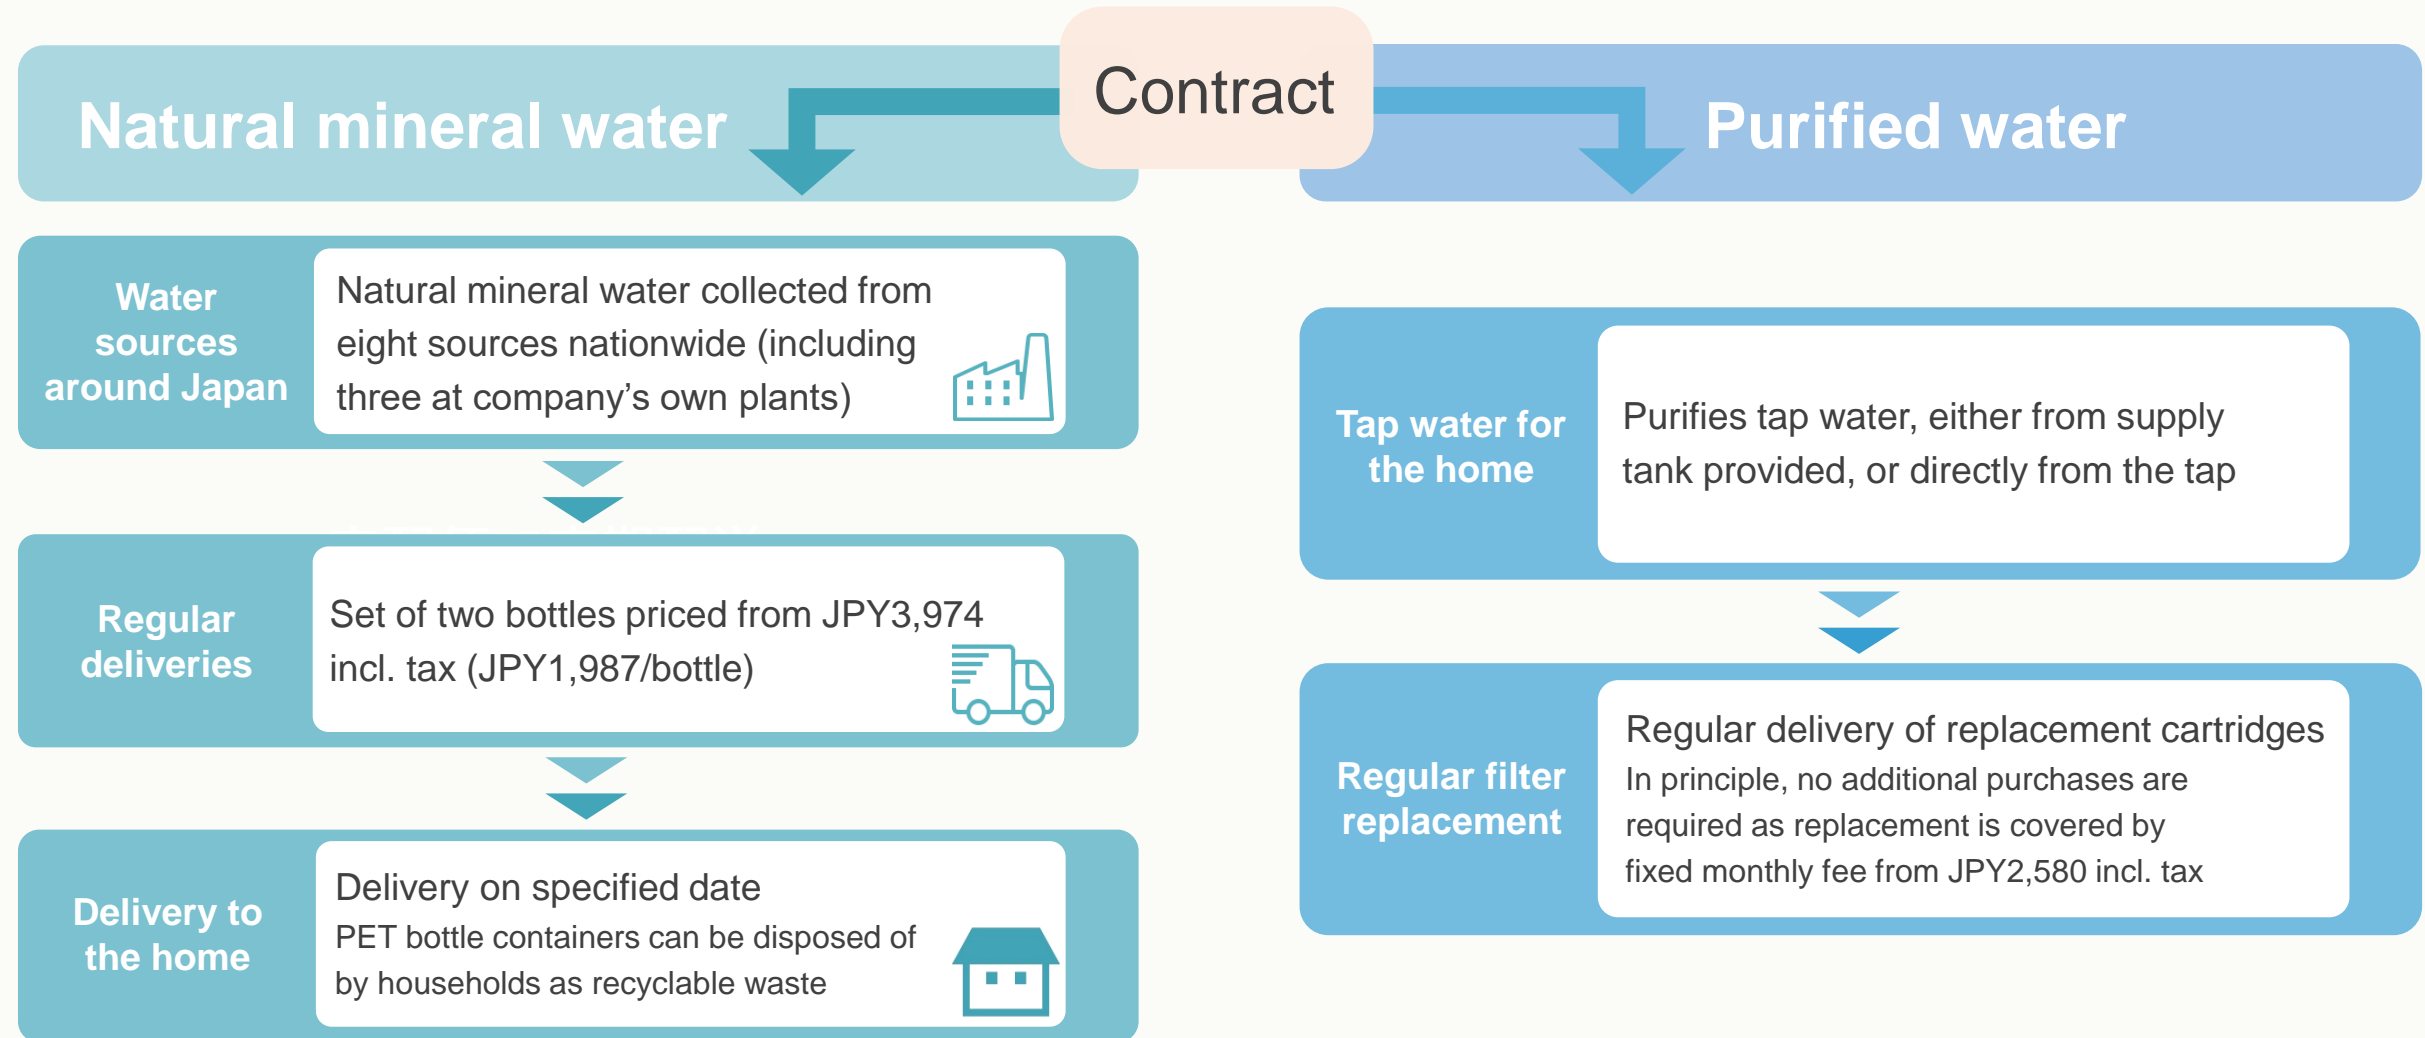 Contract
Natural mineral water
Water
sources
around Japan
Natural mineral water collected from
eight sources nationwide (including
three at company’s own plants)
Regular
deliveries
Set of two bottles priced from JPY3,974
incl. tax (JPY1,987/bottle)
Delivery to
the home
Delivery on specified date
PET bottle containers can be disposed of
by households as recyclable waste
Purified water
Tap water for
the home
Purifies tap water, either from supply
tank provided, or directly from the tap
Regular filter
replacement
Regular delivery of replacement cartridges
In principle, no additional purchases are
required as replacement is covered by
fixed monthly fee from JPY2,580 incl. tax